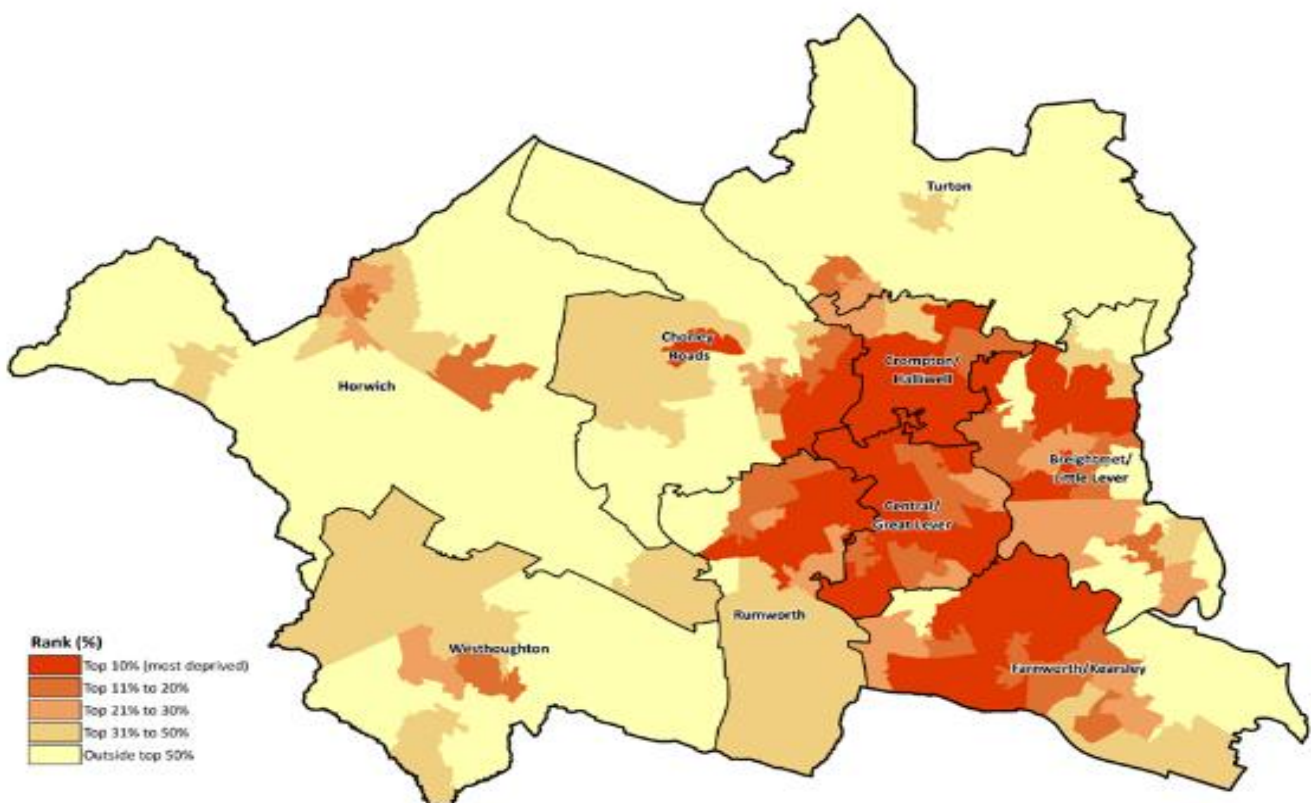 Turton
Chorley
Roads
Crompton/
Halliwell
Horwich
Breightmet/
Little Lever
Central/
Great Lever
Rumworth
Westhoughton
Farnworth/Kearsley
Rank (%)
Top 10% (most deprived)
Top 11% to 20%
Top 21% to 30%
Top 31% to 50%
Outside top 50%